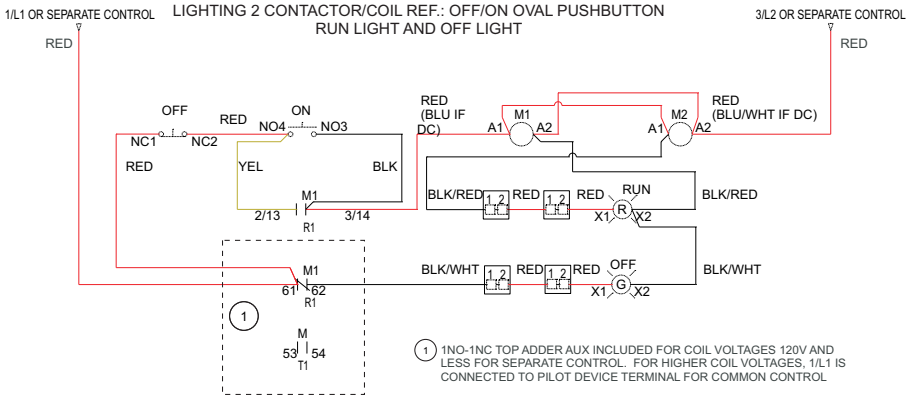 LIGHTING 2 CONTACTOR/COIL REF.: OFF/ON OVAL PUSHBUTTON
RUN LIGHT AND OFF LIGHT
1/L1 OR SEPARATE CONTROL
3/L2 OR SEPARATE CONTROL
RED
RED
OFF
RED
ON
NC1
NC2
NO4
NO3
RED
(BLU IF
DC)
A1
M1
A2
A1
M2
A2
RED
(BLU/WHT IF DC)
RED
YEL
BLK
M1
2/13
3/14
R1
BLK/RED
1 2
RED
1 2
RED
RUN
R
X1
X2
BLK/RED
M1
61
62
R1
BLK/WHT
1 2
RED
1 2
RED
OFF
G
X1
X2
BLK/WHT
1
M
53
54
T1
1 1NO-1NC TOP ADDER AUX INCLUDED FOR COIL VOLTAGES 120V AND
LESS FOR SEPARATE CONTROL. FOR HIGHER COIL VOLTAGES, 1/L1 IS
CONNECTED TO PILOT DEVICE TERMINAL FOR COMMON CONTROL